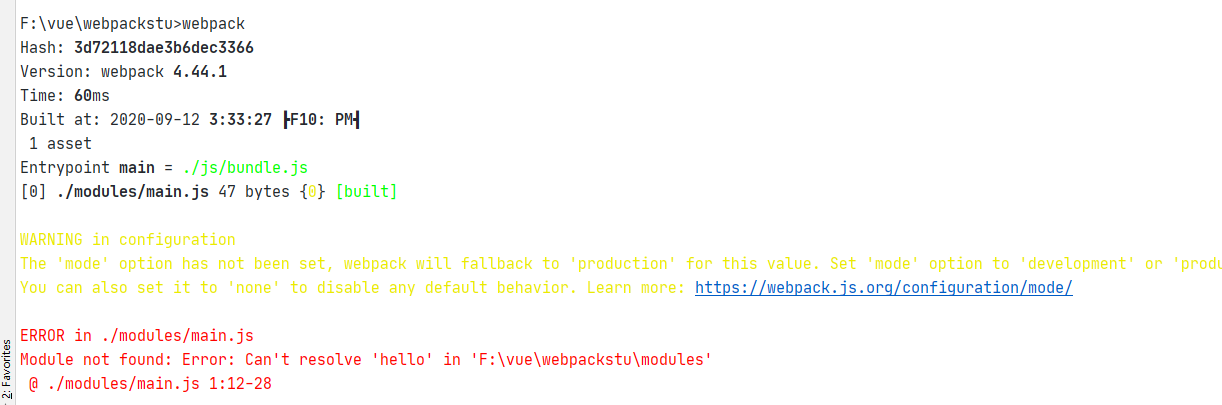 F:\vue\webpackstu>webpack
Hash: 3d72118dae3b6dec3366
Version: webpack 4.44.1
Time: 60ms
Built at: 2020-09-12 3:33:27 ├F10: PM┤
1 asset
Entrypoint main = ./js/bundle.js
[0] ./modules/main.js 47 bytes {0} [built]
WARNING in configuration
The 'mode' option has not been set, webpack will fallback to 'production' for this value. Set 'mode' option to 'development' or
You can also set it to 'none' to disable any default behavior. Learn more: https://webpack.js.org/configuration/mode/
ERROR in ./modules/main.js
Module not found: Error: Can't resolve 'hello' in 'F:\vue\webpackstu\modules'
@ ./modules/main.js 1:12-28
2: Favorites